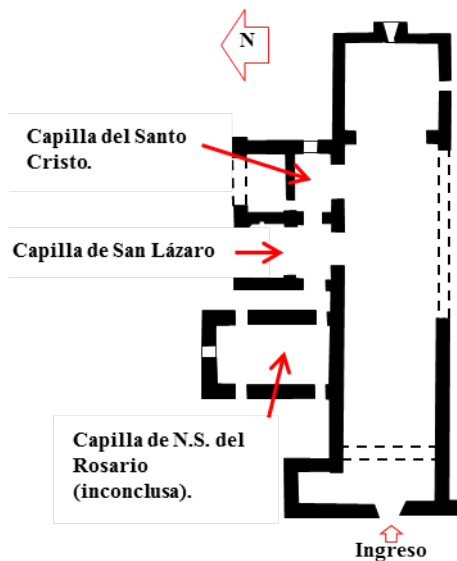 N
Capilla del Santo
Cristo.
Capilla de San Lázaro
Capilla de N.S. del
Rosario
(inconclusa).
Ingreso